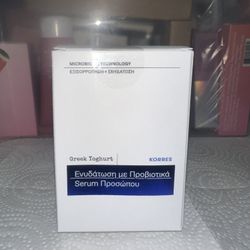 MICROBIOME TECHNOLOGY
ΕΞΙΣΟΡΡΟΠΗΣΗ + ΕΝΥΔΑΤΩΣΗ
Greek Yoghurt
KORRES
Ενυδάτωση με Προβιοτικά
Serum Προσώπου